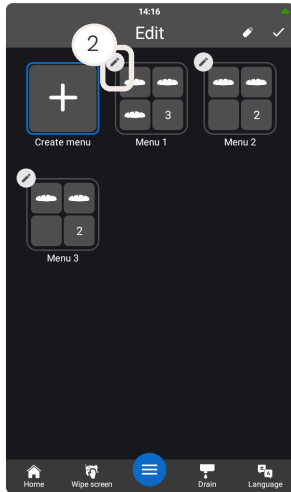 14:16
Edit
2
3
2
Create menu
Menu 1
Menu 2
2
Menu 3
Home
Wipe screen
Drain
Language